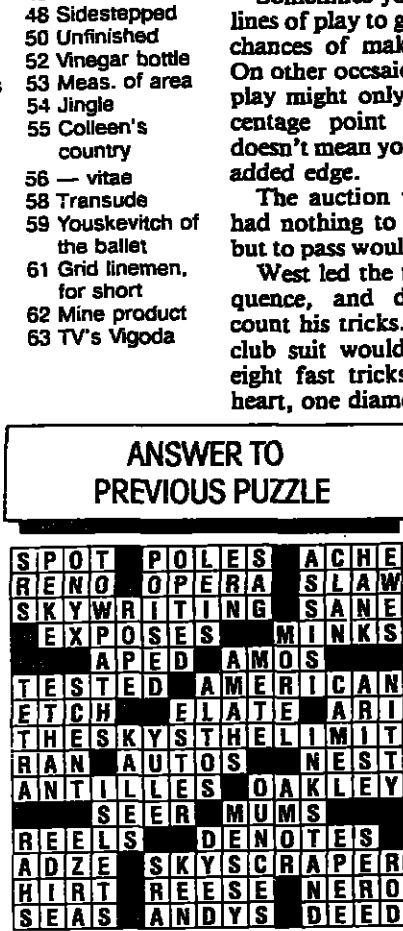 48 Sidestepped
50 Unfinished
52 Vinegar bottle
53 Meas. of area
54 Jingle
55 Colleen's
country
56 — vitae
58 Transude
59 Youskevitch of
the ballet
61 Grid linemen,
for short
62 Mine product
63 TV's Vigoda
lines of play to g
chances of mak
On other occsaio
play might only
centage point
doesn't mean yo
added edge.
The auction
had nothing to
but to pass woul
West led the
quence, and d
count his tricks.
club suit would
eight fast tricks
heart, one diame
ANSWER TO
PREVIOUS PUZZLE
SPOT POLES ACHE
RENO OPERA SLAW
SKYWRITING SANE
EXPOSES MINKS
APED AMOS
TESTED AMERICAN
ETCH ELATE ARI
THESKYSTHELIMIT
RAN AUTOS NEST
ANTILLES OAKLEY
SEER MUMS
REELS DENOTES
ADZE SKYSCRAPER
HIRT REESE NERO
SEAS ANDYS DEED